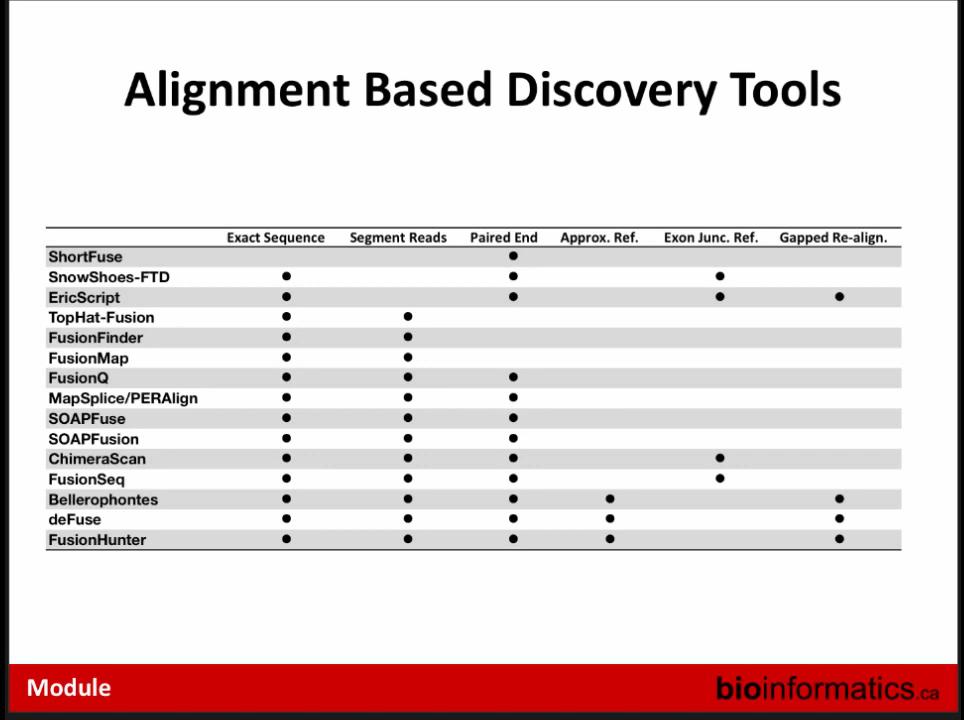 Alignment Based Discovery Tools
Exact Sequence Segment Reads Paired End Approx. Ref. Exon Junc. Ref. Gapped Re-align.
ShortFuse ●
SnowShoes-FTD ● ● ●
EricScript ● ● ● ●
TopHat-Fusion ● ●
FusionFinder ● ●
FusionMap ● ●
FusionQ ● ● ●
MapSplice/PERAlign ● ● ●
SOAPFuse ● ● ●
SOAPFusion ● ● ●
ChimeraScan ● ● ● ●
FusionSeq ● ● ● ●
Bellerophontes ● ● ● ● ●
deFuse ● ● ● ● ●
FusionHunter ● ● ● ● ●
Module bioinformatics.ca